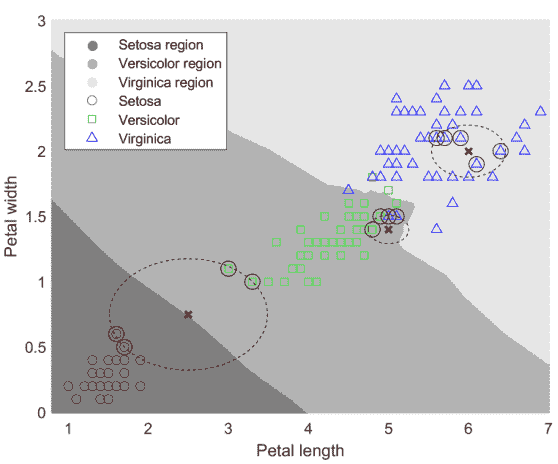 3
2.5
2
1.5
1
0.5
0
Setosa region
Versicolor region
Virginica region
Setosa
Versicolor
Virginica
Petal width
1 2 3 4 5 6 7
Petal length